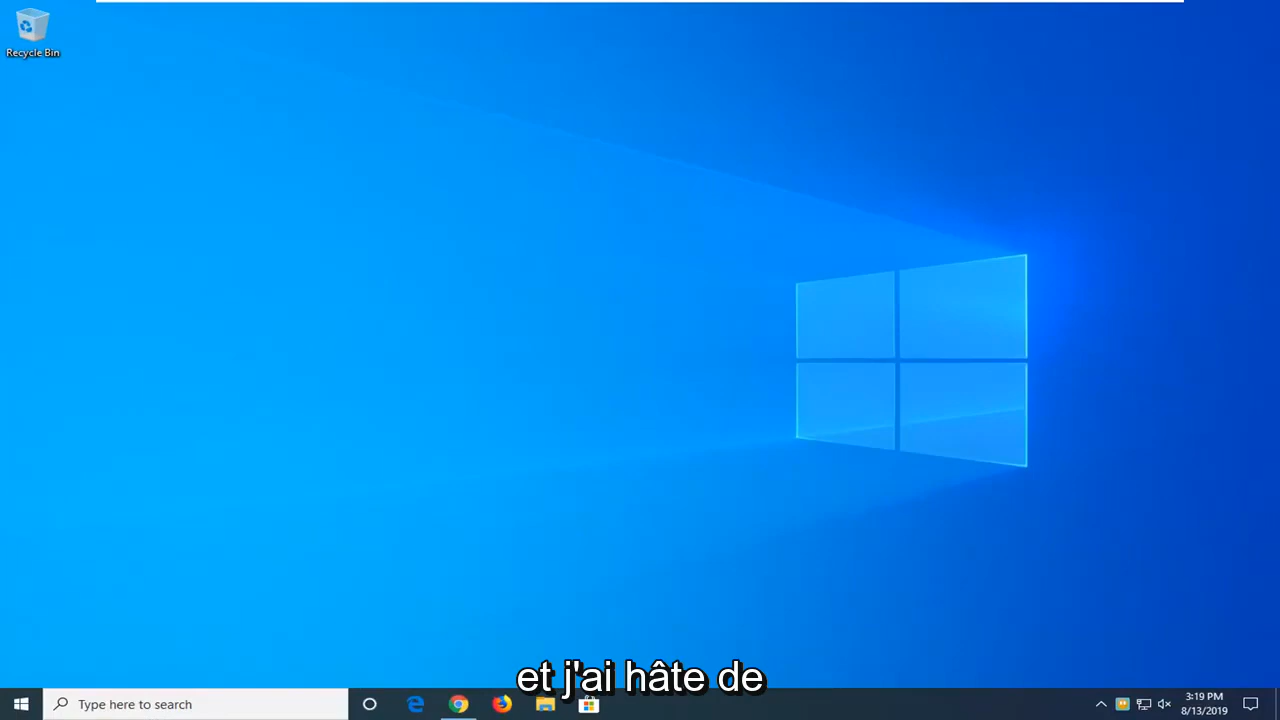 Recycle Bin
et j'ai hâte de
Type here to search
3:19 PM
8/13/2019